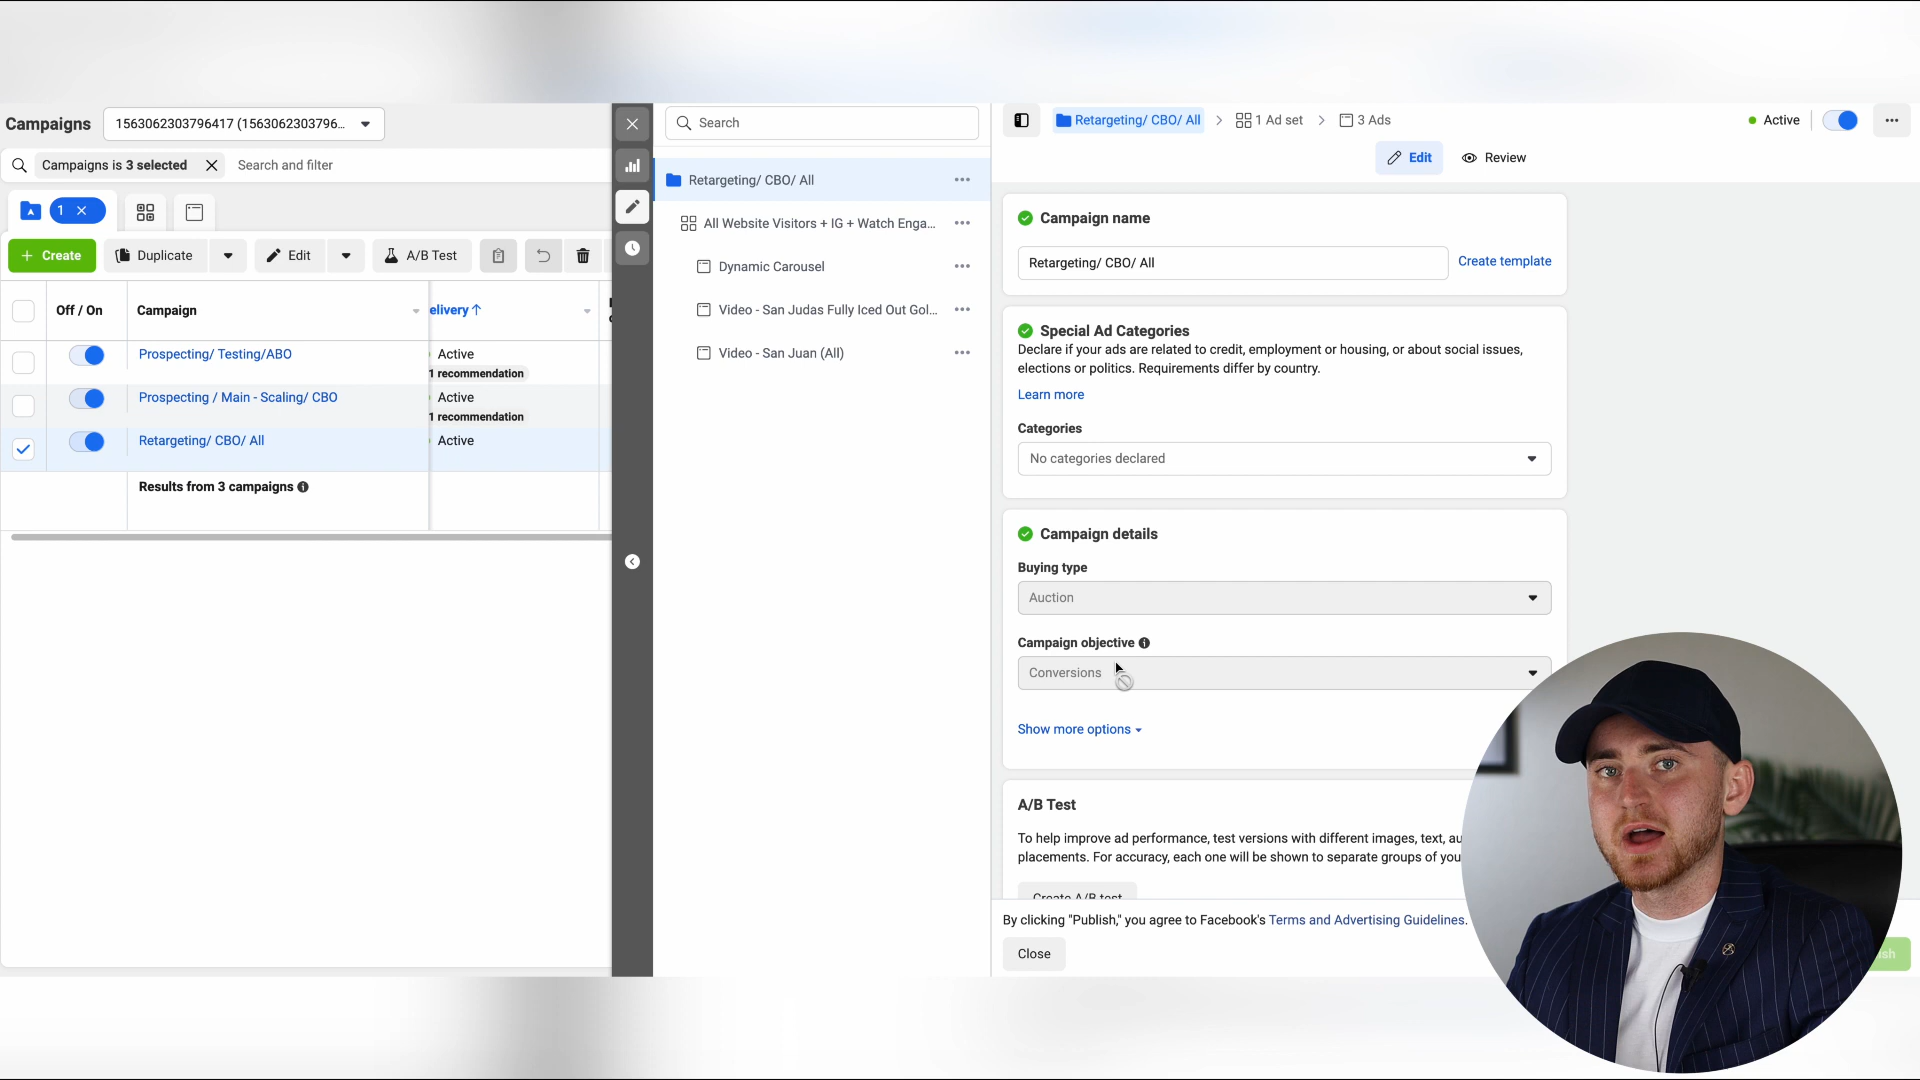 Campaigns
1563062303796417 (1563062303796...
Campaigns is 3 selected
Search and filter
1
Create
Duplicate
Edit
A/B Test
Off / On
Campaign
elivery
Prospecting/ Testing/ABO
Active
1 recommendation
Prospecting / Main - Scaling/ CBO
Active
1 recommendation
Retargeting/ CBO/ All
Active
Results from 3 campaigns
Search
Retargeting/ CBO/ All
All Website Visitors + IG + Watch Enga...
Dynamic Carousel
Video - San Judas Fully Iced Out Gol...
Video - San Juan (All)
Retargeting/ CBO/ All
1 Ad set
3 Ads
Active
Edit
Review
Campaign name
Retargeting/ CBO/ All
Create template
Special Ad Categories
Declare if your ads are related to credit, employment or housing, or about social issues,
elections or politics. Requirements differ by country.
Learn more
Categories
No categories declared
Campaign details
Buying type
Auction
Campaign objective
Conversions
Show more options
A/B Test
To help improve ad performance, test versions with different images, text, au
placements. For accuracy, each one will be shown to separate groups of you
Create A/B test
By clicking "Publish," you agree to Facebook's Terms and Advertising Guidelines.
Close